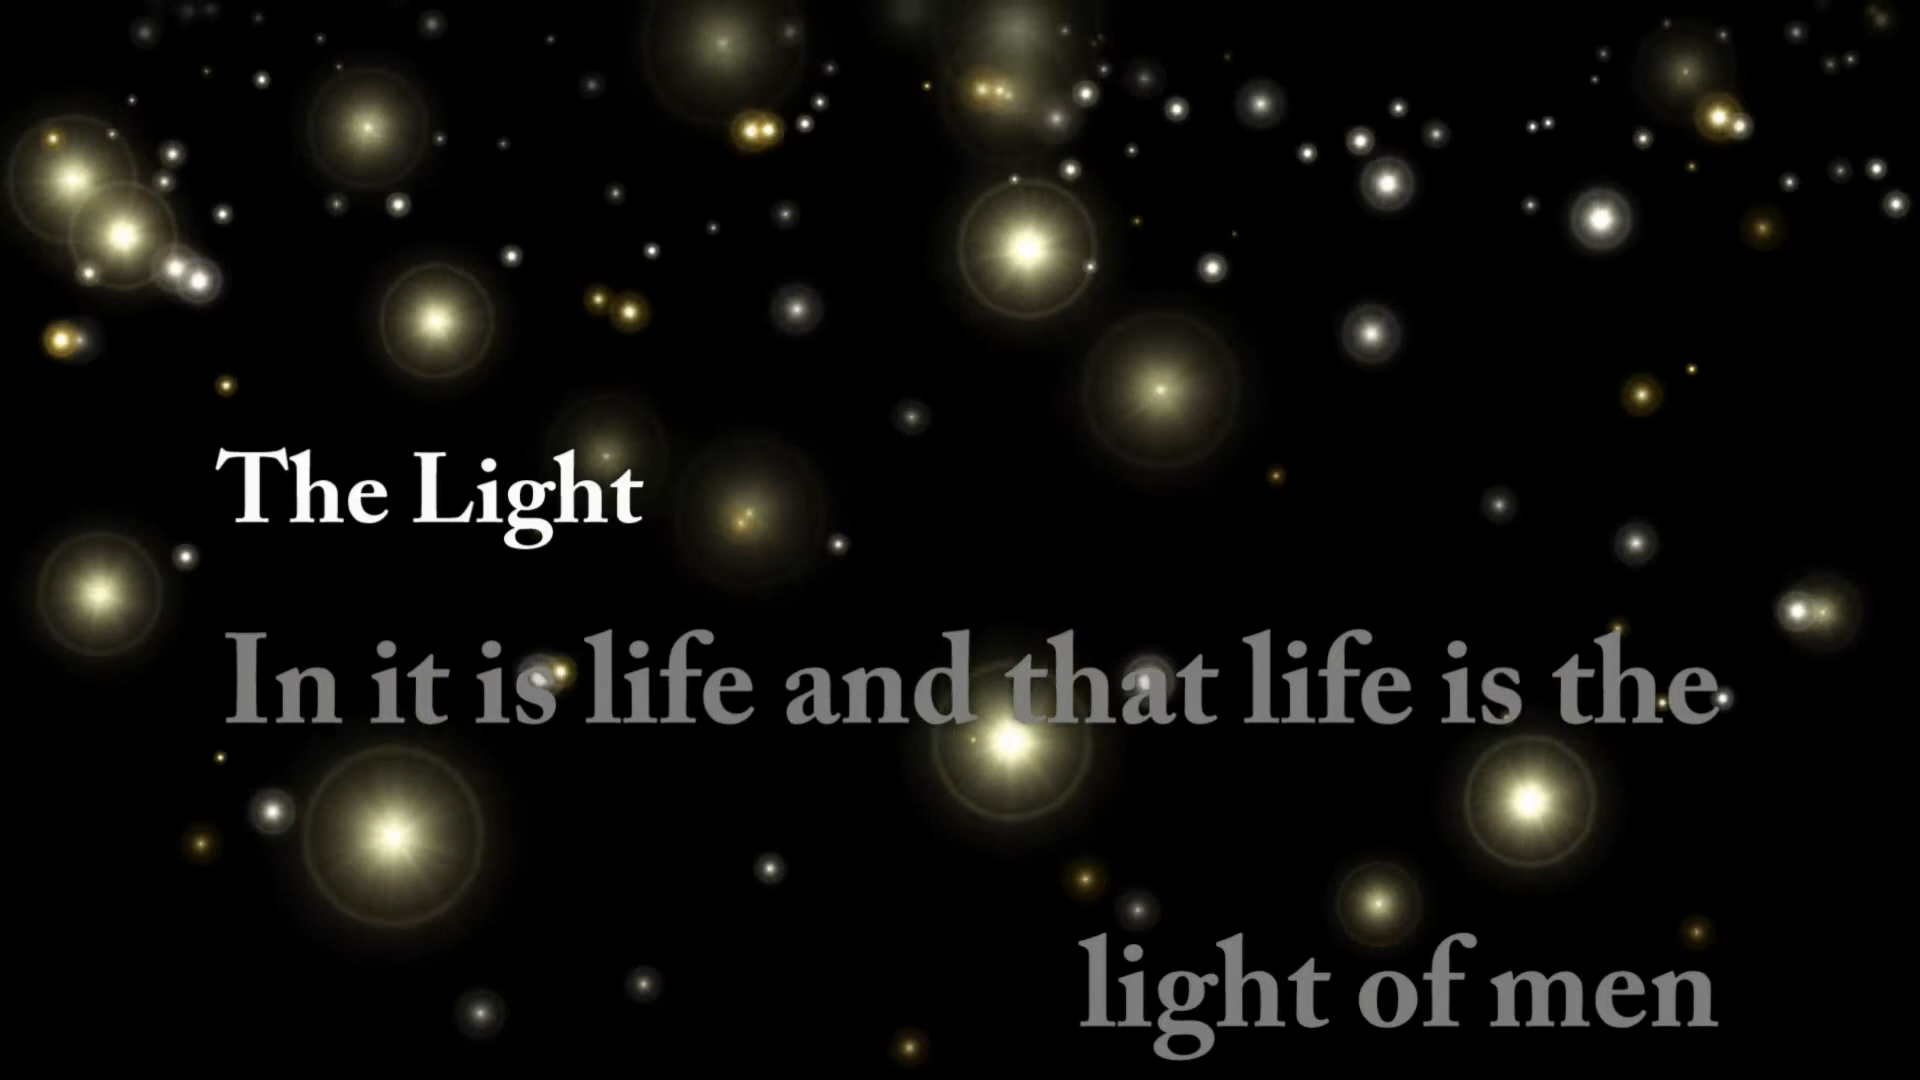 The Light
In it is life and that life is the
light of men